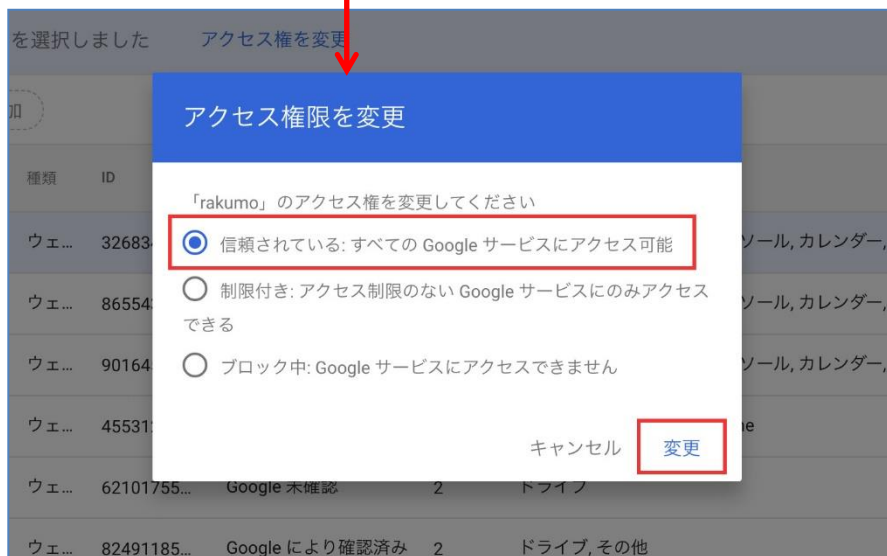 を選択しました アクセス権を変更
加
アクセス権限を変更
種類 ID
「rakumo」のアクセス権を変更してください
ウェ… 32683 信頼されている: すべての Google サービスにアクセス可能 ソール, カレンダー,
ウェ… 86554 制限付き: アクセス制限のない Google サービスにのみアクセス ソール, カレンダー,
できる
ウェ… 90164 ブロック中: Google サービスにアクセスできません ソール, カレンダー,
ウェ… 45531
キャンセル 変更
ウェ… 62101755… Google 未確認 2 ドライブ
ウェ… 82491185… Google により確認済み 2 ドライブ, その他